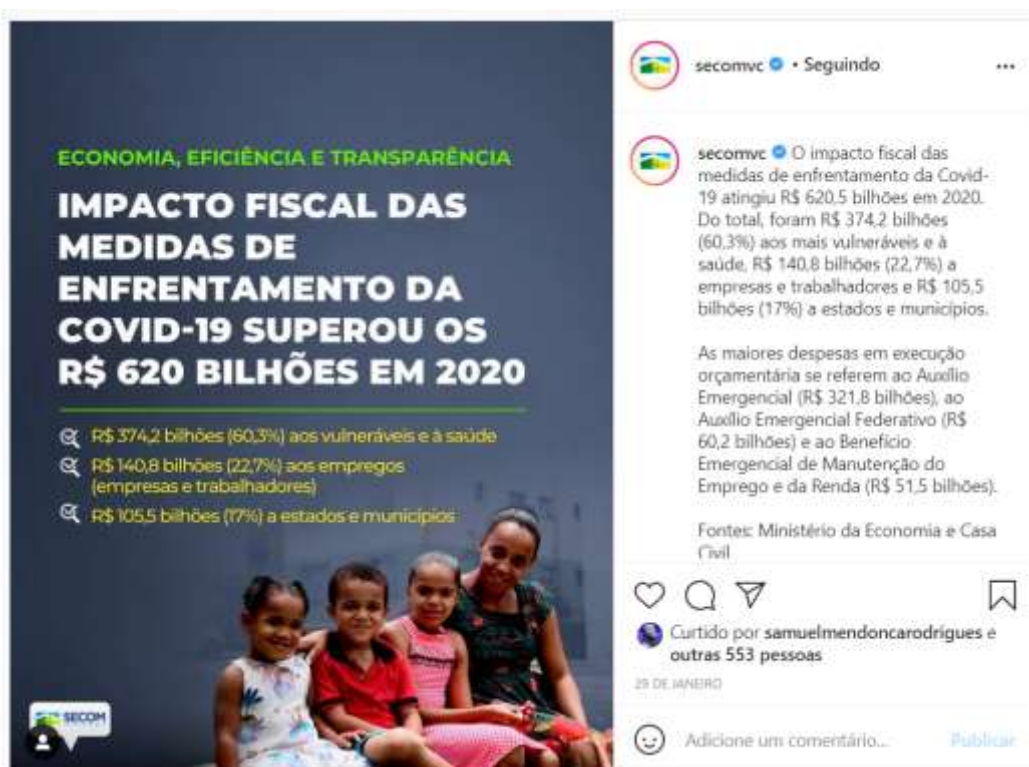 ECONOMIA, EFICIÊNCIA E TRANSPARÊNCIA
IMPACTO FISCAL DAS
MEDIDAS DE
ENFRENTAMENTO DA
COVID-19 SUPEROU OS
R$ 620 BILHÕES EM 2020
R$ 374,2 bilhões (60,3%) aos vulneráveis e à saúde
R$ 140,8 bilhões (22,7%) aos empregos
(empresas e trabalhadores)
R$ 105,5 bilhões (17%) a estados e municípios
SECOM
secomvc • Seguindo
secomvc O impacto fiscal das
medidas de enfrentamento da Covid-
19 atingiu R$ 620,5 bilhões em 2020.
Do total, foram R$ 374,2 bilhões
(60,3%) aos mais vulneráveis e à
saúde, R$ 140,8 bilhões (22,7%) a
empresas e trabalhadores e R$ 105,5
bilhões (17%) a estados e municípios.
As maiores despesas em execução
orçamentária se referem ao Auxílio
Emergencial (R$ 321,8 bilhões), ao
Auxílio Emergencial Federativo (R$
60,2 bilhões) e ao Benefício
Emergencial de Manutenção do
Emprego e da Renda (R$ 51,5 bilhões).
Fontes: Ministério da Economia e Casa
Civil
Curtido por samuelmendoncarodrigues e
outras 553 pessoas
29 DE JANEIRO
Adicione um comentário... Publicar